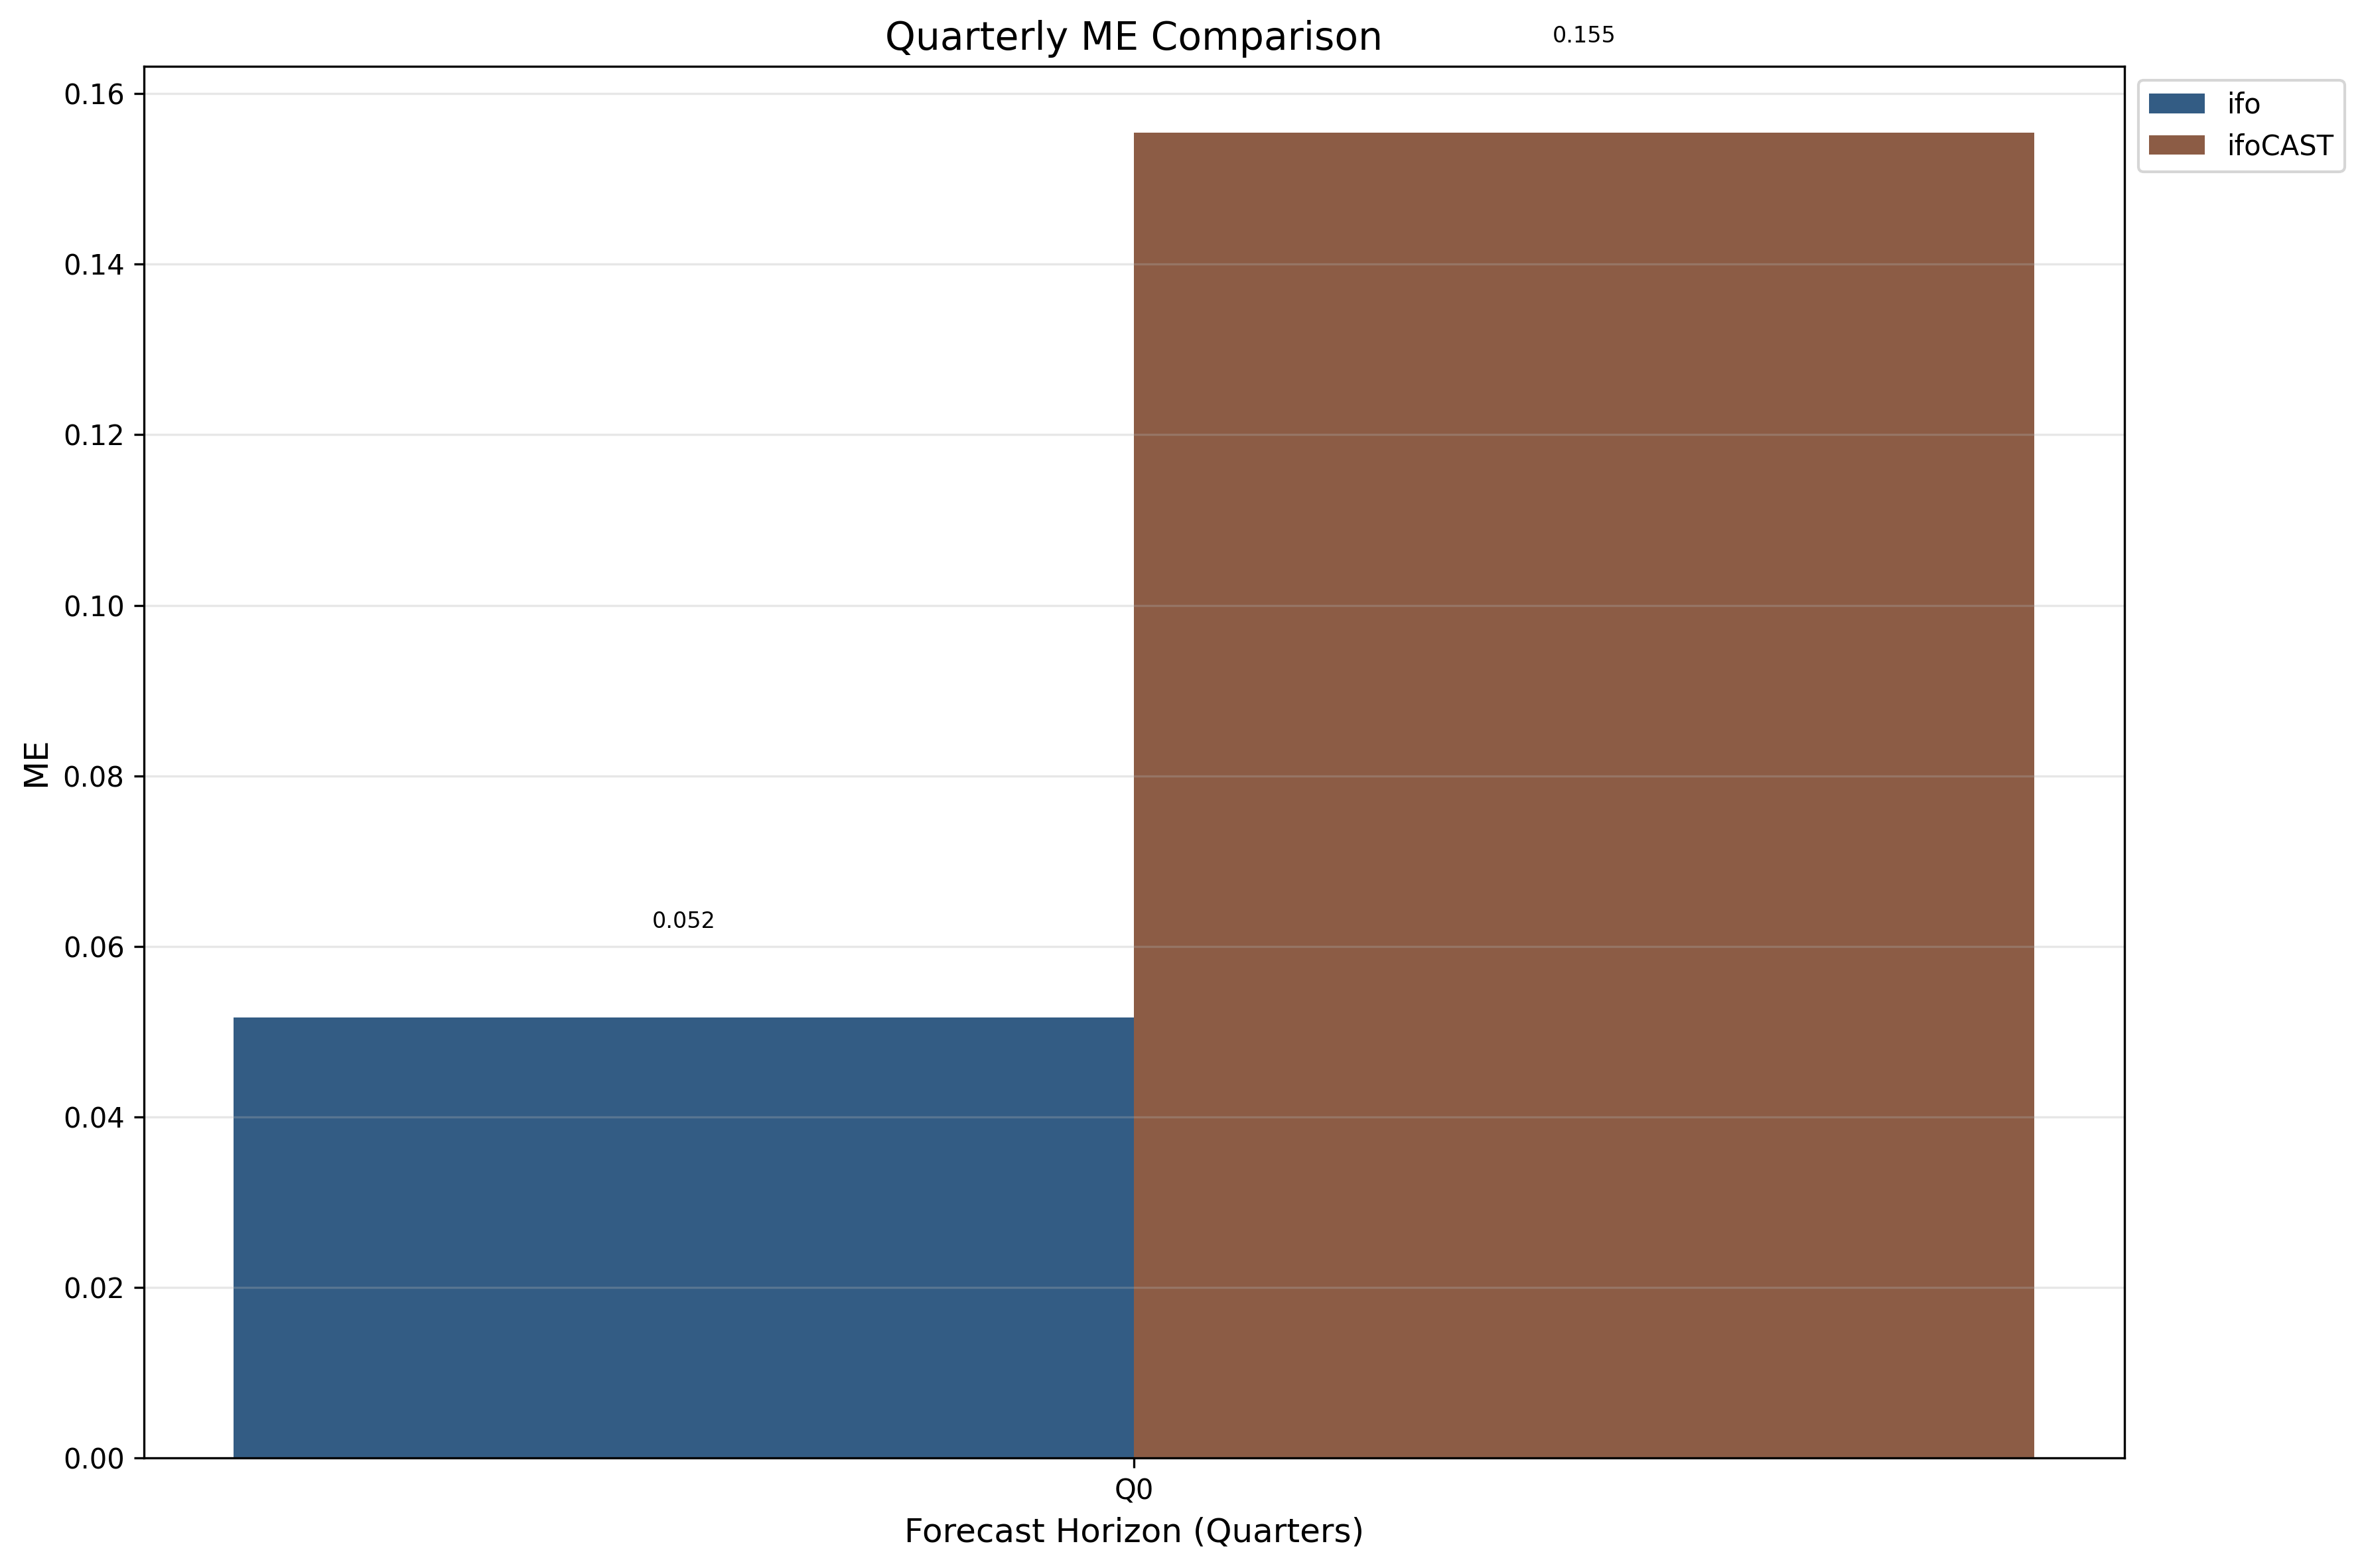 Quarterly ME Comparison
0.155
ifo
ifoCAST
0.16
0.14
0.12
0.10
0.08
0.06
0.04
0.02
0.00
ME
0.052
Q0
Forecast Horizon (Quarters)